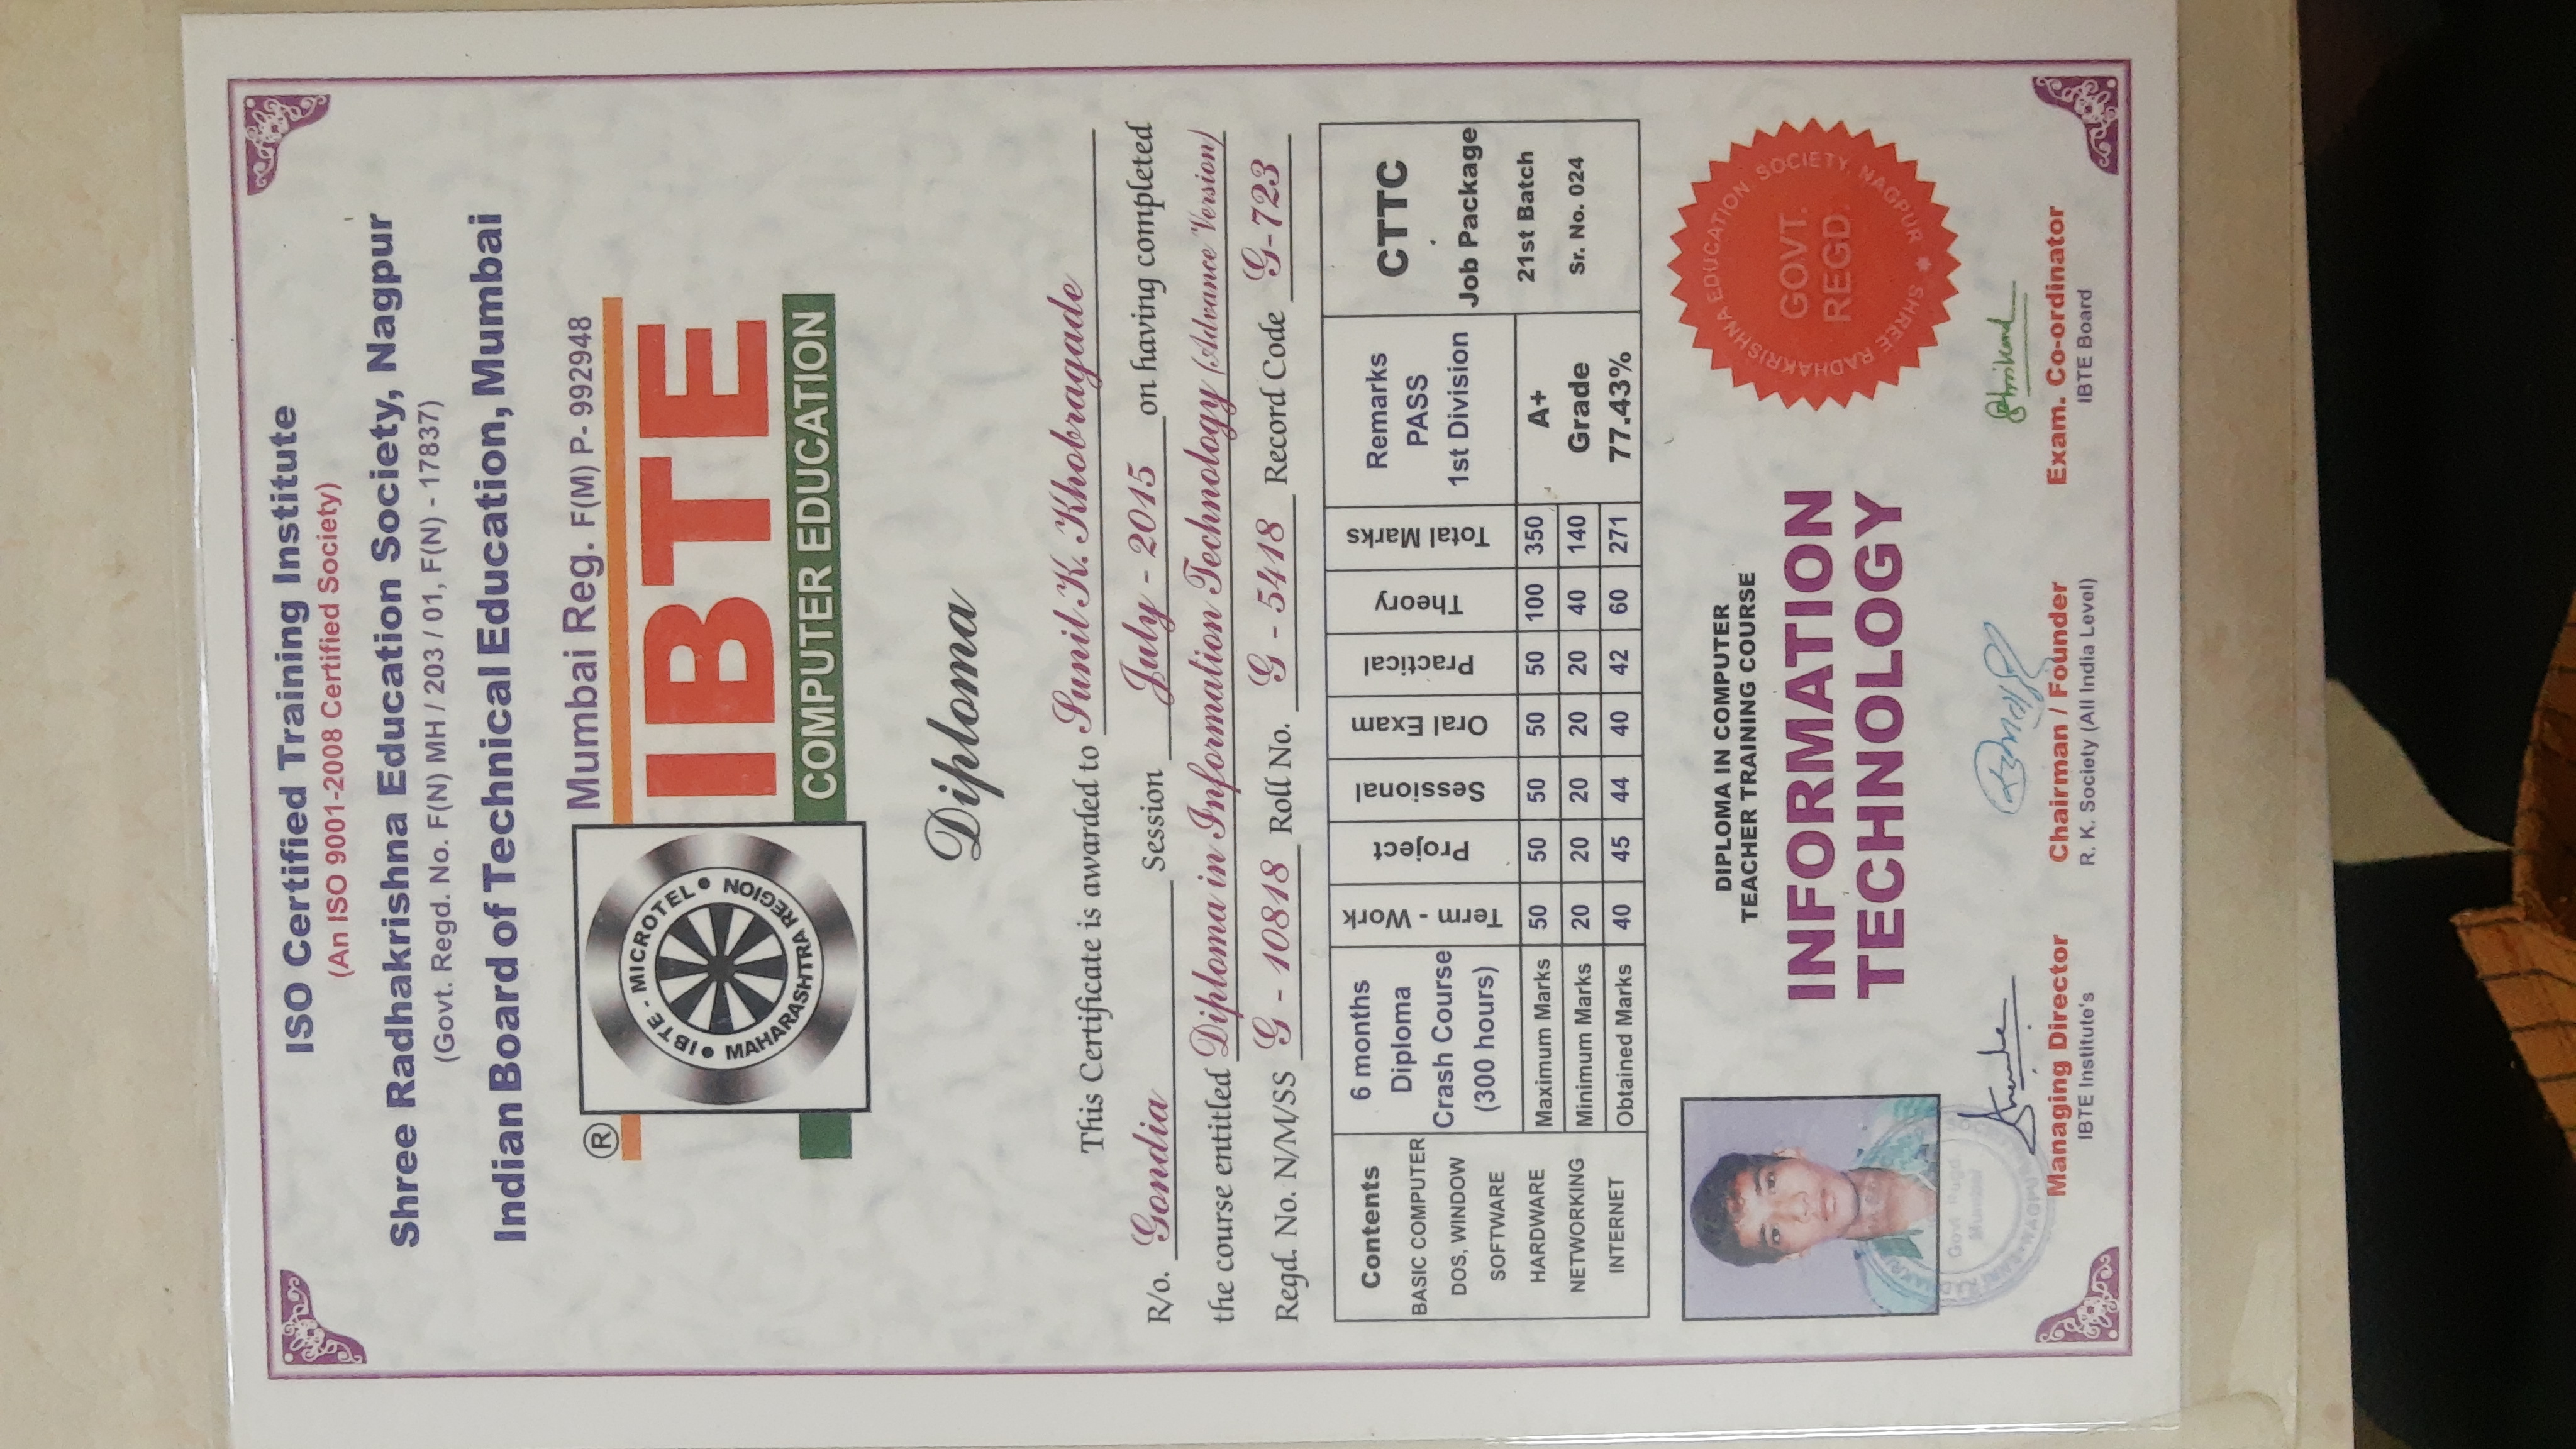 ISO Certified Training Institute
(An ISO 9001-2008 Certified Society)
Shree Radhakrishna Education Society, Nagpur
(Govt. Regd. No. F(N) MH / 203 / 01, F(N) - 17837)
Indian Board of Technical Education, Mumbai
®
Mumbai Reg. F(M) P- 992948
IBTE - MICROTEL
MAHARASHTRA REGION
IBTE
COMPUTER EDUCATION
Diploma
This Certificate is awarded to Sunil K. Khobragade
R/o. Gondia Session July - 2015 on having completed
the course entitled Diploma in Information Technology (Advance Version)
Regd. No. N/M/SS G - 10818 Roll No. G - 5418 Record Code G-723
Contents
BASIC COMPUTER
DOS, WINDOW
SOFTWARE
HARDWARE
NETWORKING
INTERNET
6 months
Diploma
Crash Course
(300 hours)
Term - Work Project Sessional Oral Exam Practical Theory Total Marks
Maximum Marks 50 50 50 50 50 100 350
Minimum Marks 20 20 20 20 20 40 140
Obtained Marks 40 45 44 40 42 60 271
Remarks
PASS
1st Division
A+
Grade
77.43%
CTTC
Job Package
21st Batch
Sr. No. 024
DIPLOMA IN COMPUTER
TEACHER TRAINING COURSE
INFORMATION
TECHNOLOGY
SHREE RADHAKRISHNA EDUCATION SOCIETY NAGPUR
GOVT.
REGD.
Govt. Regd.
Mumbai
NAGPUR
Managing Director
IBTE Institute's
Chairman / Founder
R. K. Society (All India Level)
Exam. Co-ordinator
IBTE Board